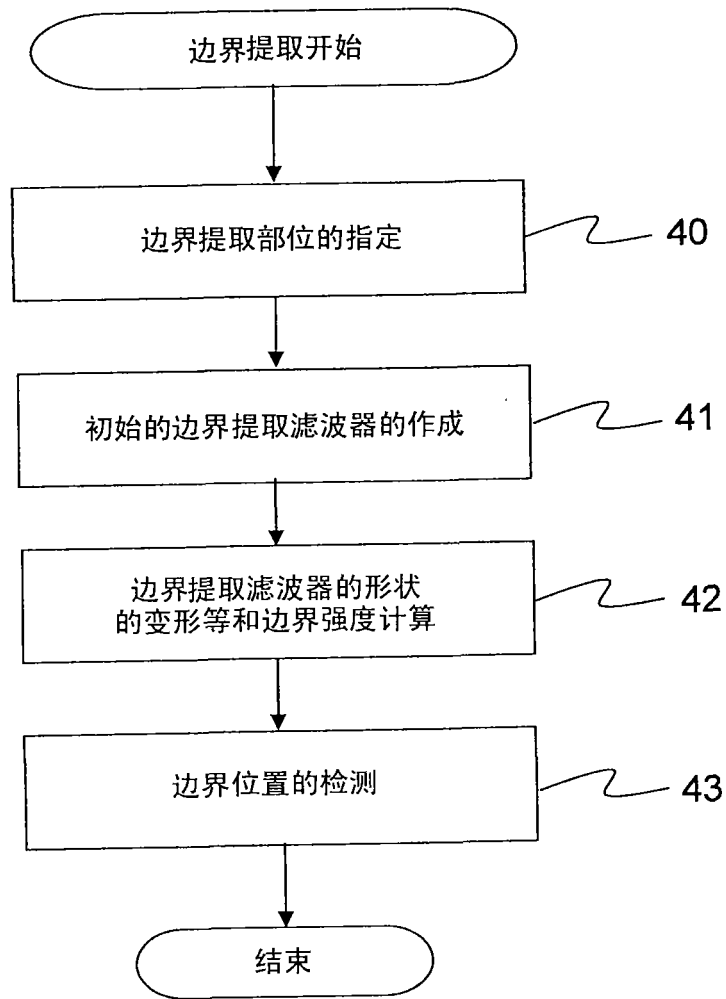 边界提取开始
边界提取部位的指定
40
初始的边界提取滤波器的作成
41
边界提取滤波器的形状
的变形等和边界强度计算
42
边界位置的检测
43
结束